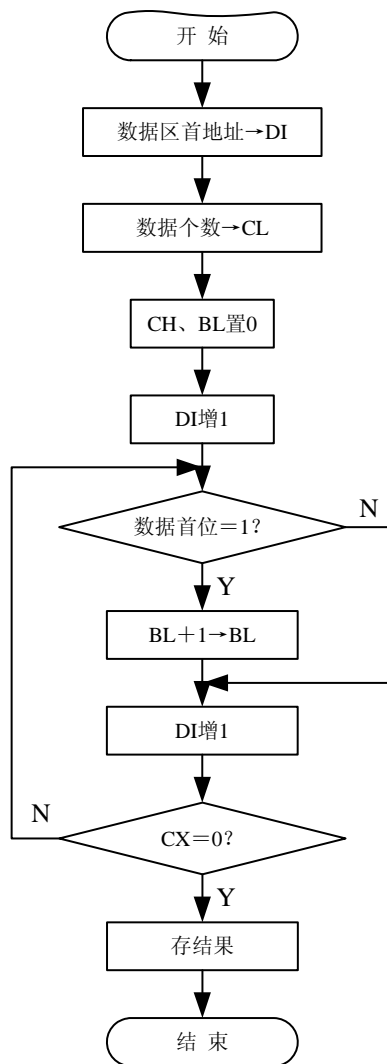 开 始
数据区首地址→DI
数据个数→CL
CH、BL置0
DI增1
数据首位＝1?
N
Y
BL＋1→BL
DI增1
N
CX＝0?
Y
存结果
结 束